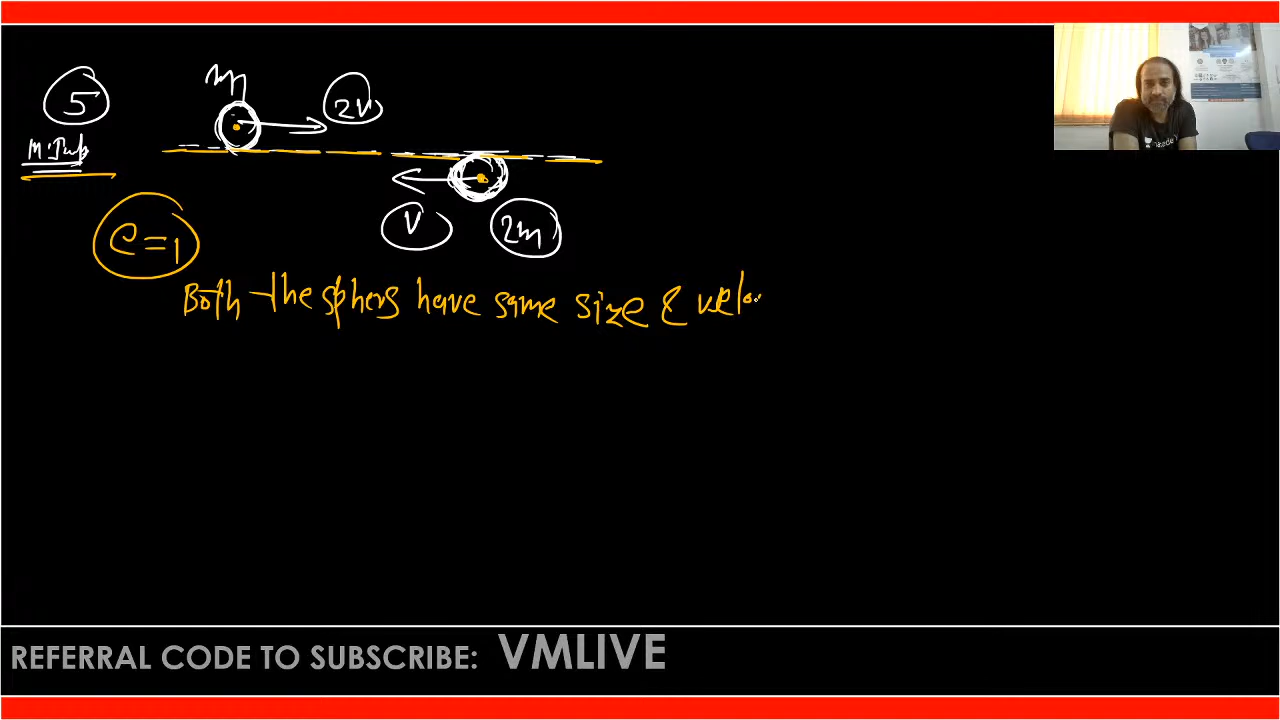 5
m
2V
M.Imp
V
2m
e=1
Both the sphers have same size & velo
REFERRAL CODE TO SUBSCRIBE: VMLIVE